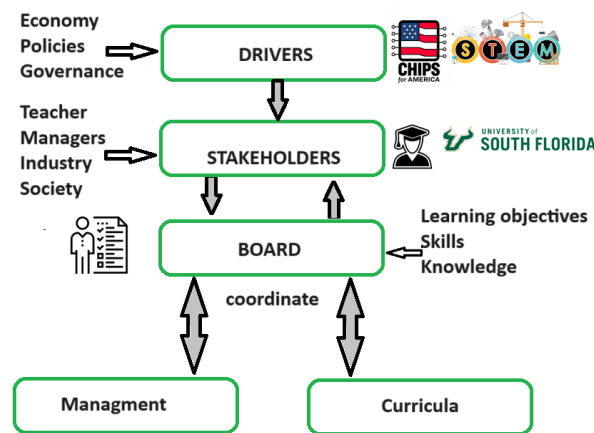 Economy
Policies
Governance
DRIVERS
CHIPS
for AMERICA
STEM
Teacher
Managers
Industry
Society
STAKEHOLDERS
UNIVERSITY of
SOUTH FLORIDA
BOARD
Learning objectives
Skills
Knowledge
coordinate
Managment
Curricula